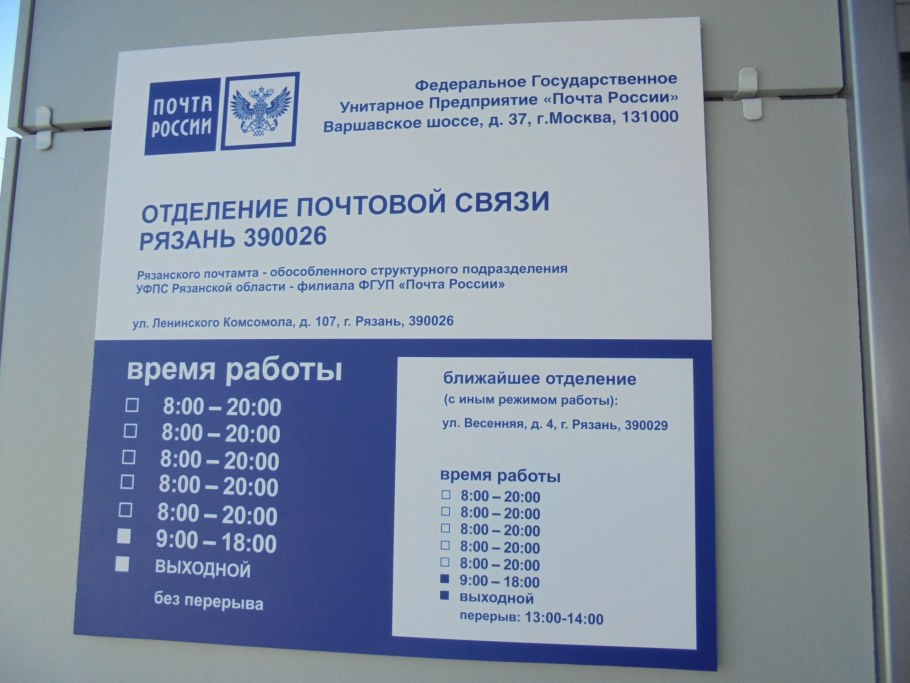 ПОЧТА
РОССИИ
Федеральное Государственное
Унитарное Предприятие «Почта России»
Варшавское шоссе, д. 37, г.Москва, 131000
ОТДЕЛЕНИЕ ПОЧТОВОЙ СВЯЗИ
РЯЗАНЬ 390026
Рязанского почтамта - обособленного структурного подразделения
УФПС Рязанской области - филиала ФГУП «Почта России»
ул. Ленинского Комсомола, д. 107, г. Рязань, 390026
время работы
8:00 – 20:00
8:00 – 20:00
8:00 – 20:00
8:00 – 20:00
8:00 – 20:00
9:00 – 18:00
выходной
без перерыва
ближайшее отделение
(с иным режимом работы):
ул. Весенняя, д. 4, г. Рязань, 390029
время работы
8:00 – 20:00
8:00 – 20:00
8:00 – 20:00
8:00 – 20:00
8:00 – 20:00
9:00 – 18:00
выходной
перерыв: 13:00-14:00